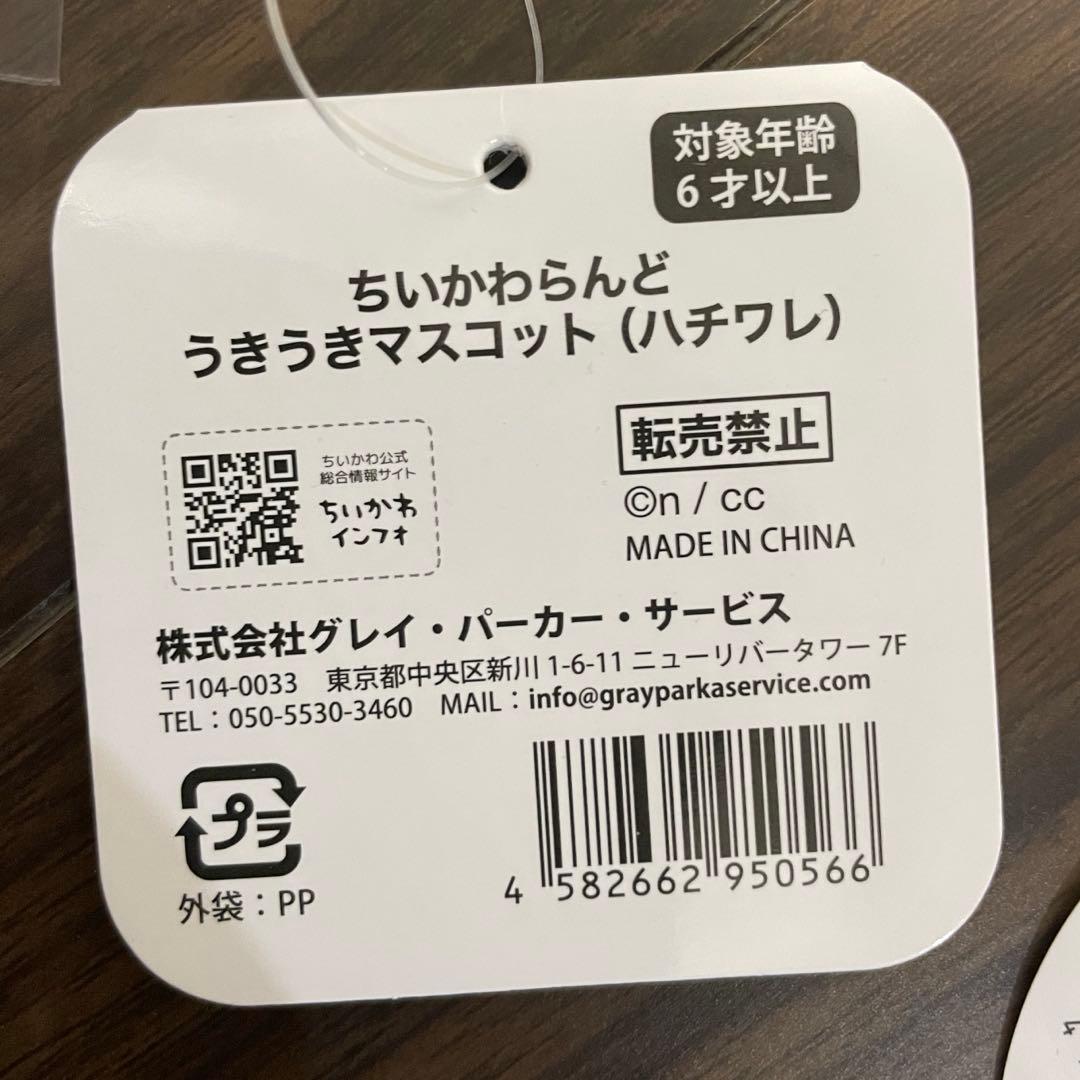 対象年齢
6才以上
ちいかわらんど
うきうきマスコット（ハチワレ）
ちいかわ公式
総合情報サイト
ちいかわ
インフォ
転売禁止
©n / cc
MADE IN CHINA
株式会社グレイ・パーカー・サービス
〒104-0033　東京都中央区新川 1-6-11 ニューリバータワー 7F
TEL：050-5530-3460　MAIL：info@grayparkaservice.com
プラ
外袋：PP
4 582662 950566